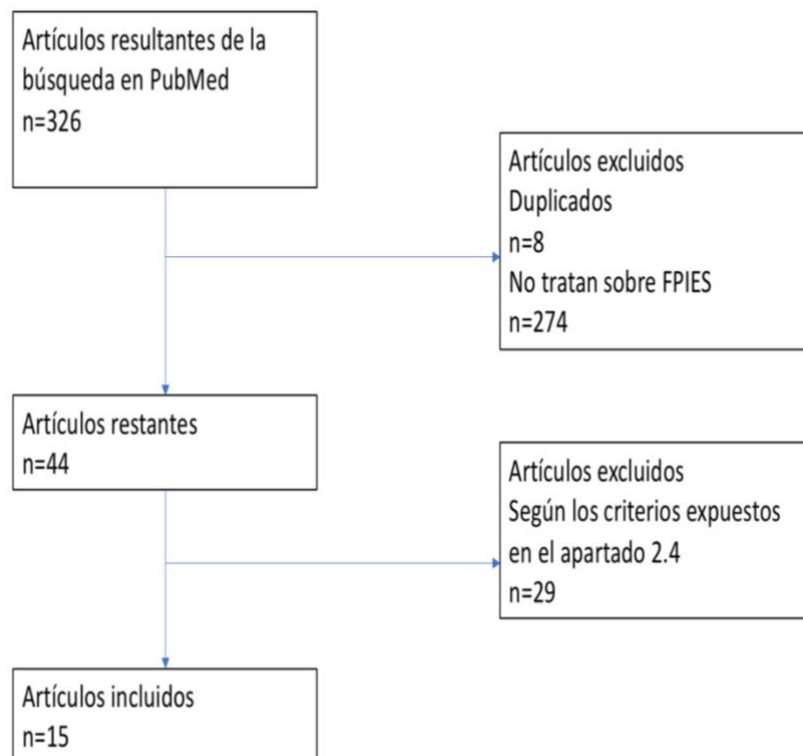 Artículos resultantes de la
búsqueda en PubMed
n=326
Artículos excluidos
Duplicados
n=8
No tratan sobre FPIES
n=274
Artículos restantes
n=44
Artículos excluidos
Según los criterios expuestos
en el apartado 2.4
n=29
Artículos incluidos
n=15